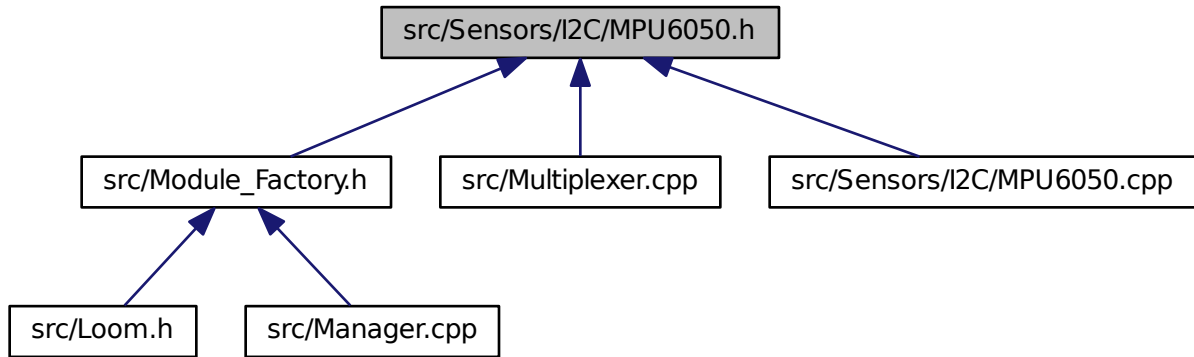 src/Sensors/I2C/MPU6050.h
src/Module_Factory.h
src/Multiplexer.cpp
src/Sensors/I2C/MPU6050.cpp
src/Loom.h
src/Manager.cpp